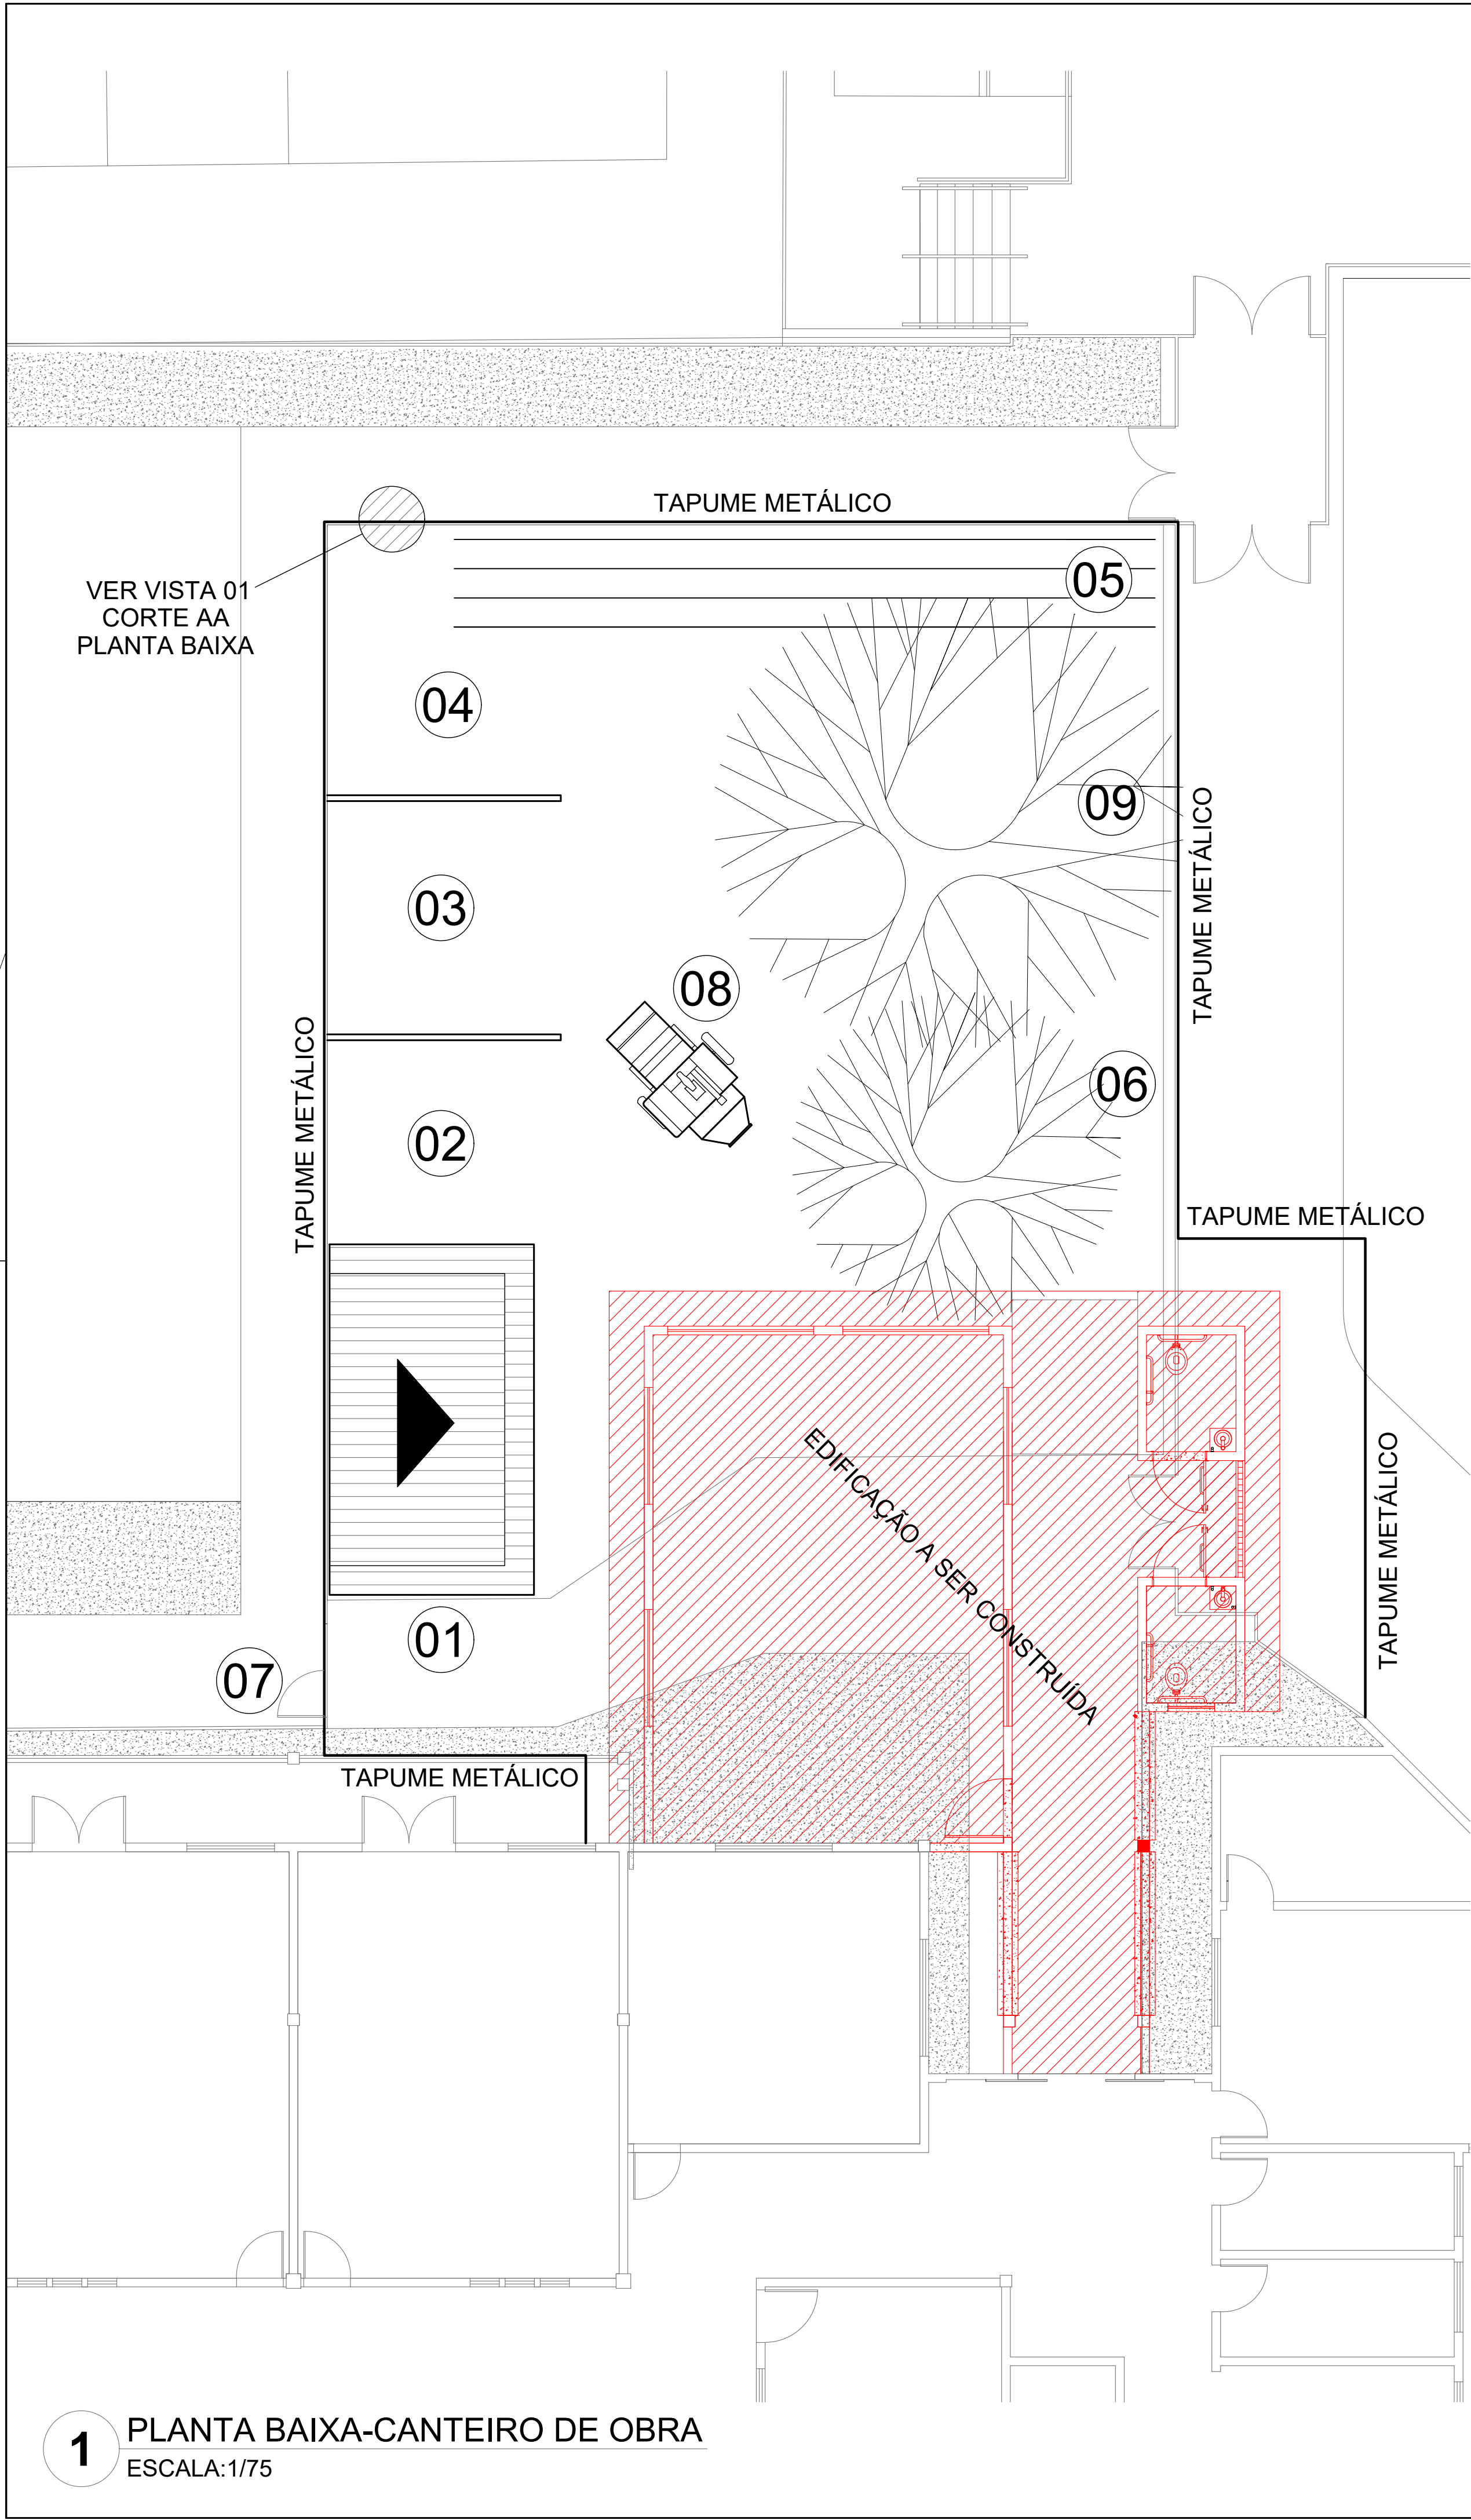 TAPUME METÁLICO
VER VISTA 01
CORTE AA
PLANTA BAIXA
05
04
09
TAPUME METÁLICO
03
08
TAPUME METÁLICO
06
02
TAPUME METÁLICO
EDIFICAÇÃO A SER CONSTRUÍDA
TAPUME METÁLICO
01
07
TAPUME METÁLICO
1
PLANTA BAIXA-CANTEIRO DE OBRA
ESCALA:1/75